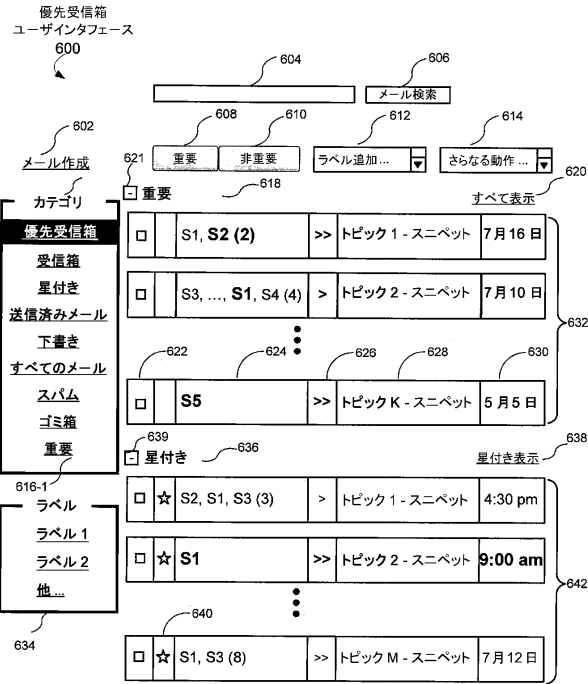 優先受信箱
ユーザインタフェース
600
604
606
メール検索
602
608
610
612
614
メール作成
重要
非重要
ラベル追加...
さらなる動作 ...
621
- 重要
618
620
すべて表示
カテゴリ
優先受信箱
受信箱
星付き
送信済みメール
下書き
すべてのメール
スパム
ゴミ箱
重要
616-1
S1, S2 (2) >> トピック 1 - スニペット 7月16日
S3, ..., S1, S4 (4) > トピック 2 - スニペット 7月10日
632
622
624
626
628
630
S5 >> トピック K - スニペット 5月5日
639
- 星付き
636
638
星付き表示
S2, S1, S3 (3) > トピック 1 - スニペット 4:30 pm
S1 >> トピック 2 - スニペット 9:00 am
642
640
S1, S3 (8) >> トピック M - スニペット 7月12日
ラベル
ラベル 1
ラベル 2
他 ...
634